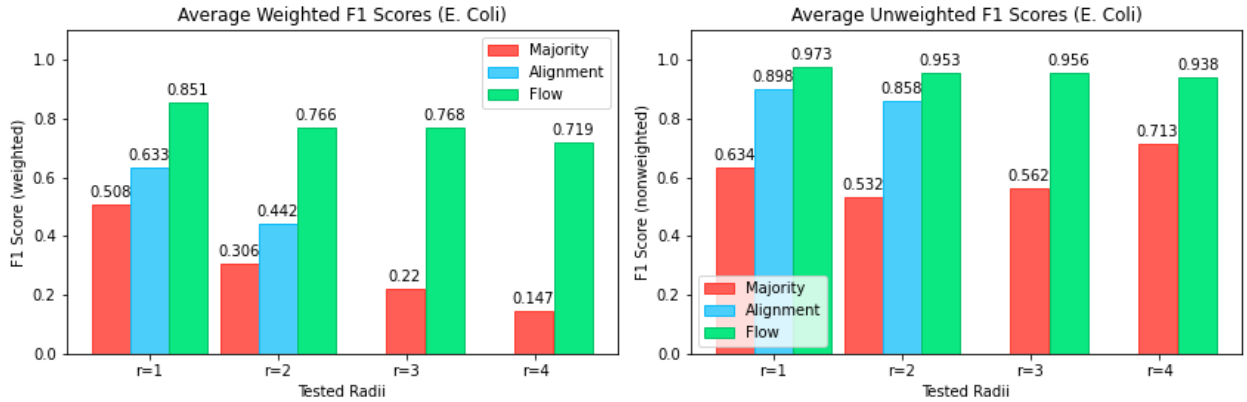 Average Weighted F1 Scores (E. Coli)
F1 Score (weighted)
1.0
0.8
0.6
0.4
0.2
0.0
Majority
Alignment
Flow
0.508
0.633
0.851
0.306
0.442
0.766
0.22
0.768
0.147
0.719
r=1
r=2
r=3
r=4
Tested Radii
Average Unweighted F1 Scores (E. Coli)
F1 Score (nonweighted)
1.0
0.8
0.6
0.4
0.2
0.0
0.634
0.898
0.973
0.532
0.858
0.953
0.562
0.956
0.713
0.938
Majority
Alignment
Flow
r=1
r=2
r=3
r=4
Tested Radii